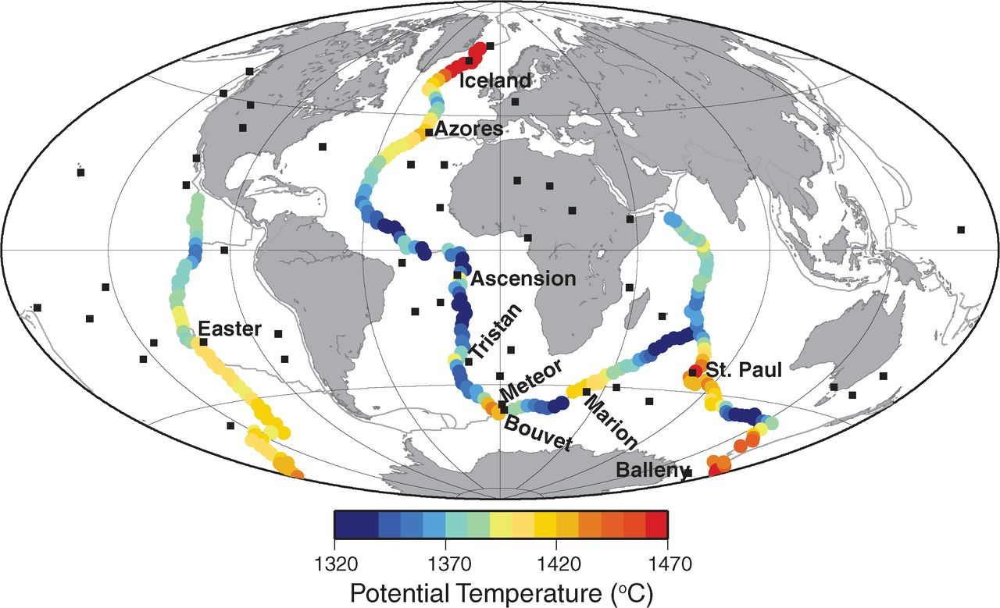 Iceland
Azores
Ascension
Tristan
Easter
St. Paul
Meteor
Marion
Bouvet
Balleny
1320
1370
1420
1470
Potential Temperature (°C)